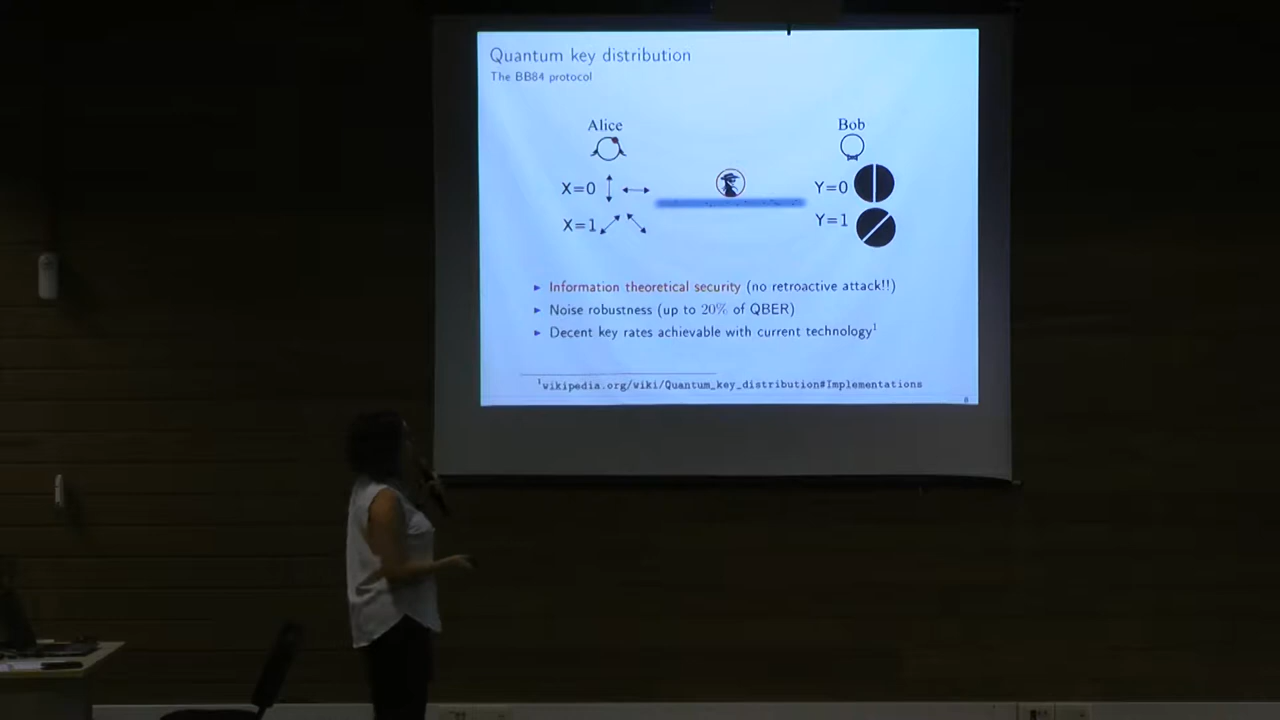 Quantum key distribution
The BB84 protocol
Alice
Bob
X=0
Y=0
X=1
Y=1
► Information theoretical security (no retroactive attack!!)
► Noise robustness (up to 20% of QBER)
► Decent key rates achievable with current technology¹
¹wikipedia.org/wiki/Quantum_key_distribution#Implementations
8